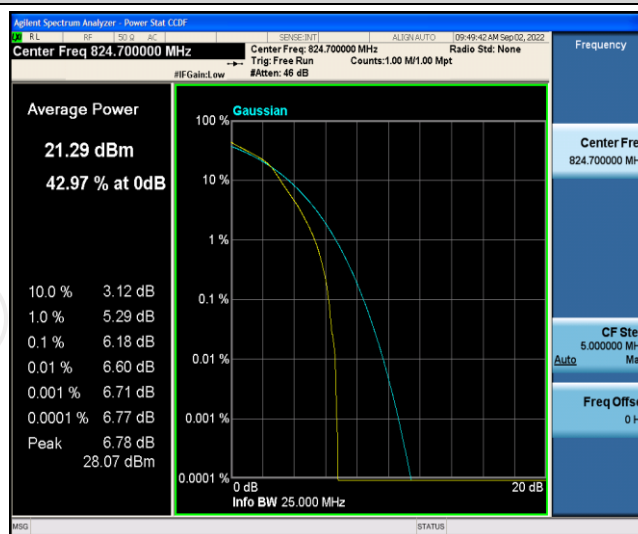 Agilent Spectrum Analyzer - Power Stat CCDF
RL RF 50 Ω AC SENSE:INT ALIGN AUTO 09:49:42 AM Sep 02, 2022
Center Freq 824.700000 MHz
Center Freq: 824.700000 MHz Radio Std: None
Trig: Free Run Counts:1.00 M/1.00 Mpt
#IFGain:Low #Atten: 46 dB
Frequency
Average Power
21.29 dBm
42.97 % at 0dB
10.0 % 3.12 dB
1.0 % 5.29 dB
0.1 % 6.18 dB
0.01 % 6.60 dB
0.001 % 6.71 dB
0.0001 % 6.77 dB
Peak 6.78 dB
28.07 dBm
Gaussian
100 %
10 %
1 %
0.1 %
0.01 %
0.001 %
0.0001 %
0 dB 20 dB
Info BW 25.000 MHz
Center Fre
824.700000 MH
CF Ste
5.000000 MH
Auto Ma
Freq Offs
0 H
MSG STATUS